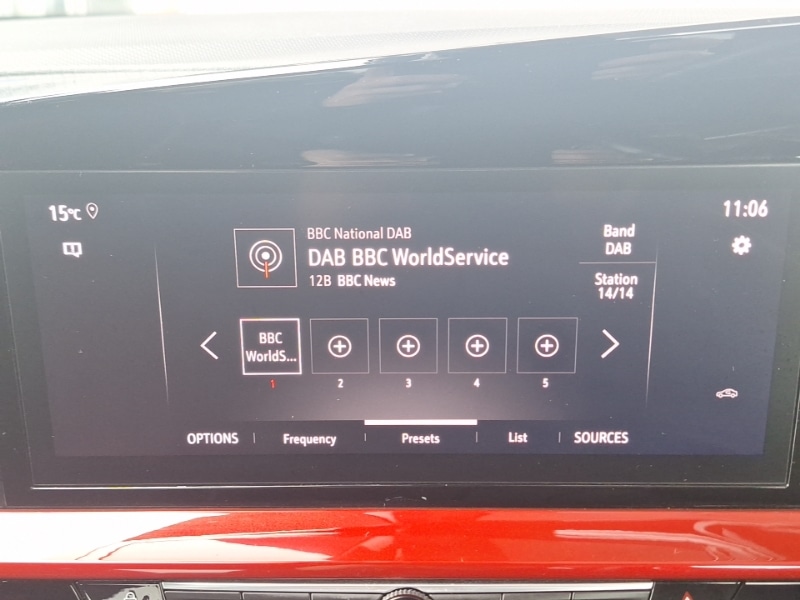 15°C
11:06
BBC National DAB
DAB BBC WorldService
12B BBC News
Band
DAB
Station
14/14
BBC
WorldS...
1
2
3
4
5
OPTIONS
Frequency
Presets
List
SOURCES